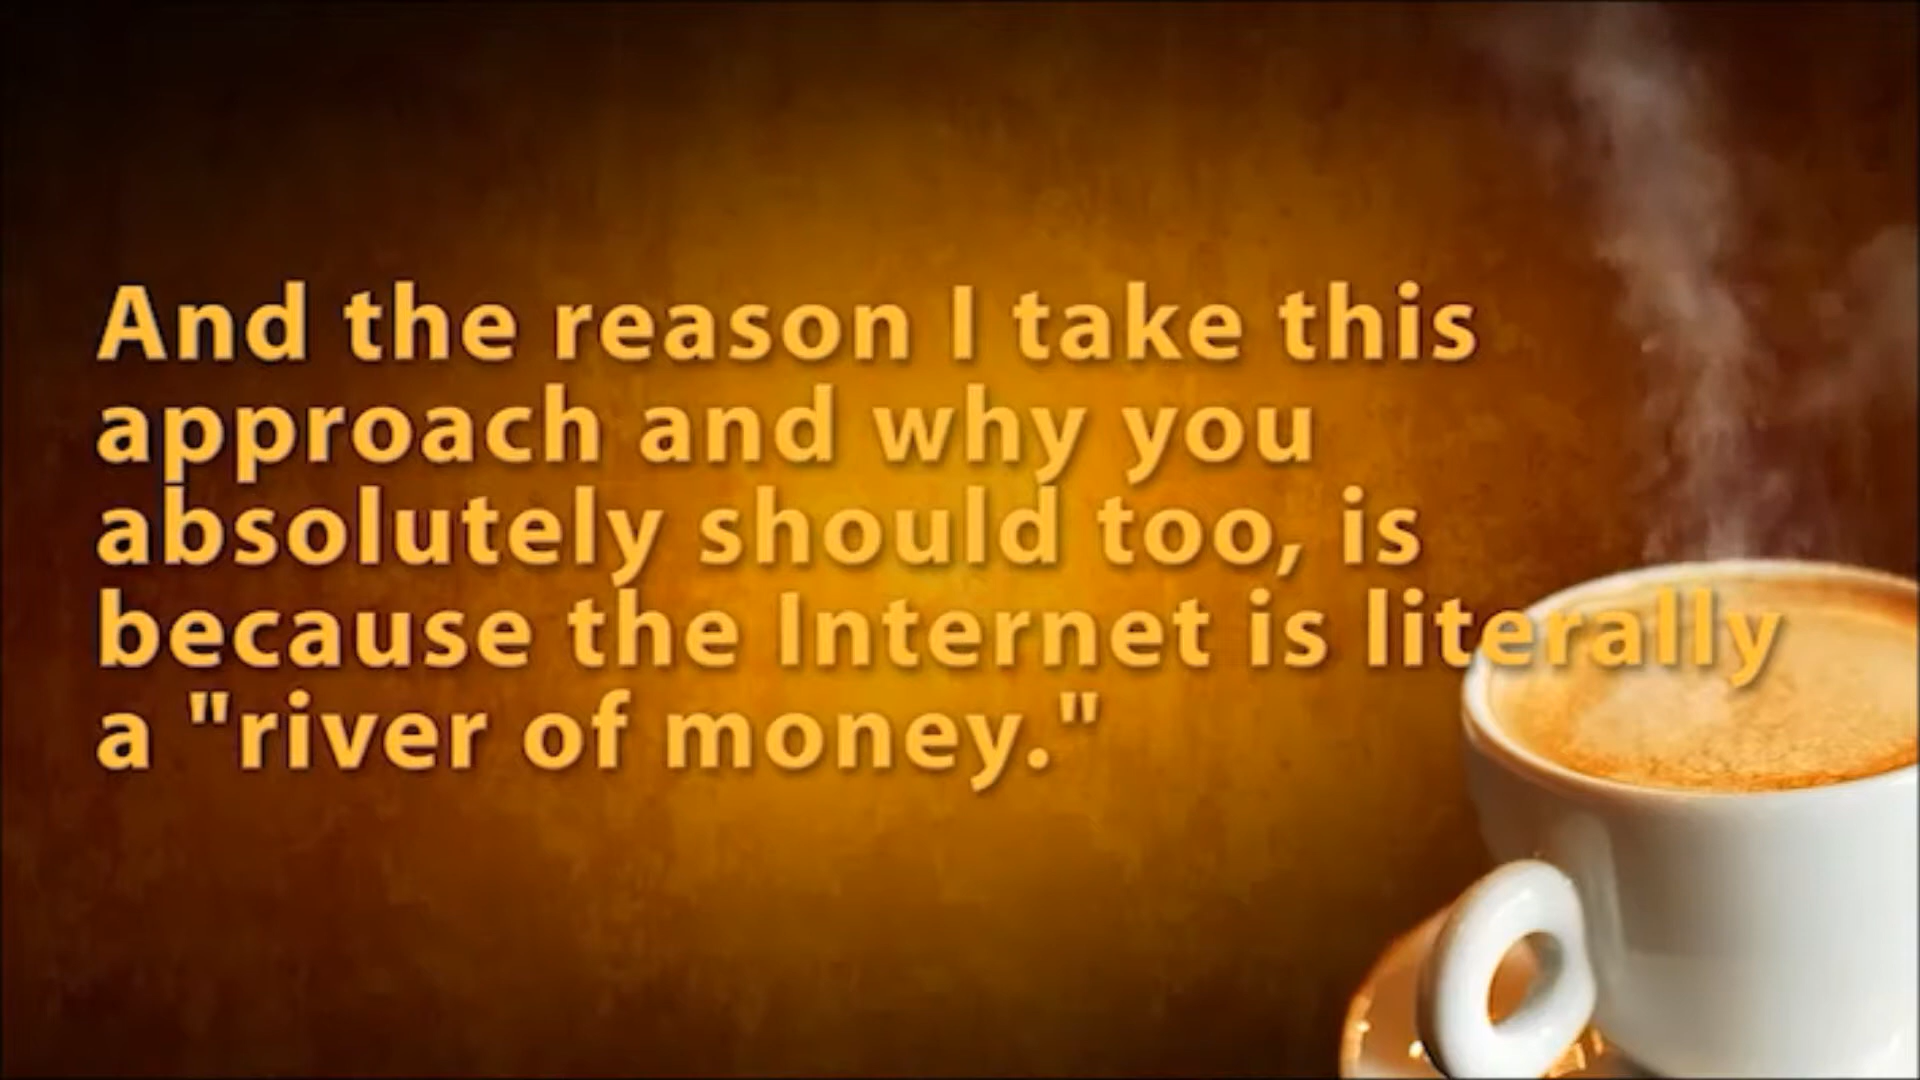 And the reason I take this
approach and why you
absolutely should too, is
because the Internet is literally
a "river of money."